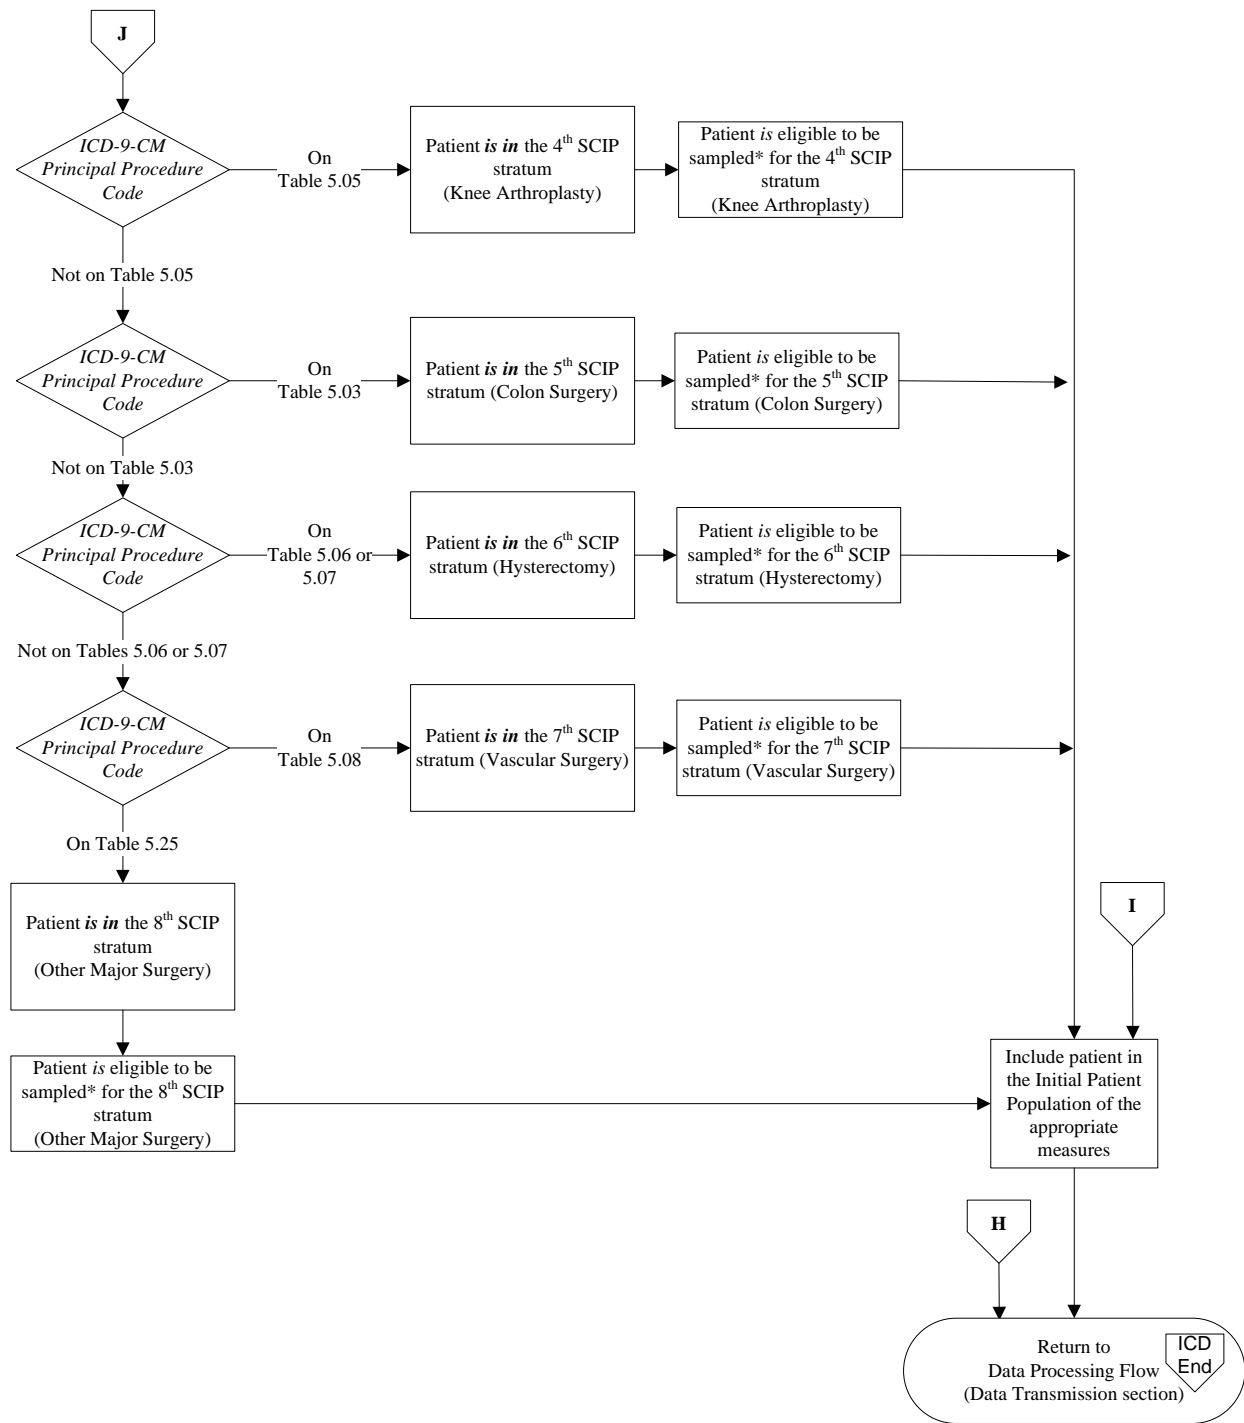 J
ICD-9-CM
Principal Procedure
Code
On
Table 5.05
Patient is in the 4th SCIP
stratum
(Knee Arthroplasty)
Patient is eligible to be
sampled* for the 4th SCIP
stratum
(Knee Arthroplasty)
Not on Table 5.05
ICD-9-CM
Principal Procedure
Code
On
Table 5.03
Patient is in the 5th SCIP
stratum (Colon Surgery)
Patient is eligible to be
sampled* for the 5th SCIP
stratum (Colon Surgery)
Not on Table 5.03
ICD-9-CM
Principal Procedure
Code
On
Table 5.06 or
5.07
Patient is in the 6th SCIP
stratum (Hysterectomy)
Patient is eligible to be
sampled* for the 6th SCIP
stratum (Hysterectomy)
Not on Tables 5.06 or 5.07
ICD-9-CM
Principal Procedure
Code
On
Table 5.08
Patient is in the 7th SCIP
stratum (Vascular Surgery)
Patient is eligible to be
sampled* for the 7th SCIP
stratum (Vascular Surgery)
On Table 5.25
Patient is in the 8th SCIP
stratum
(Other Major Surgery)
I
Patient is eligible to be
sampled* for the 8th SCIP
stratum
(Other Major Surgery)
Include patient in
the Initial Patient
Population of the
appropriate
measures
H
Return to
Data Processing Flow
(Data Transmission section)
ICD
End